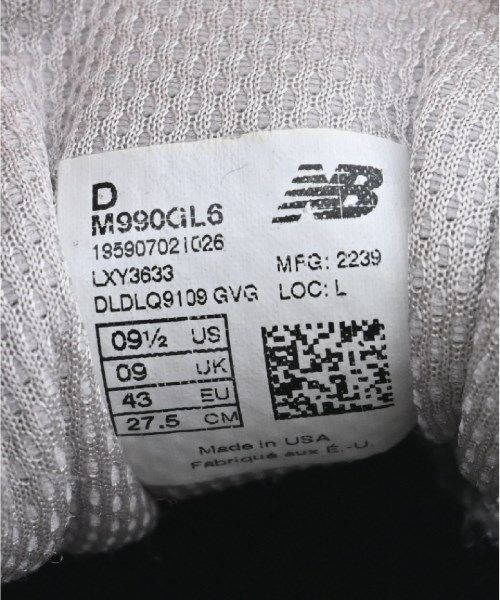 D
M990GL6
195907021026
LXY3633
DLDLQ9109 GVG
NB
MFG: 2239
LOC: L
09½ US
09 UK
43 EU
27.5 CM
Made in USA
Fabriqué aux É.-U.